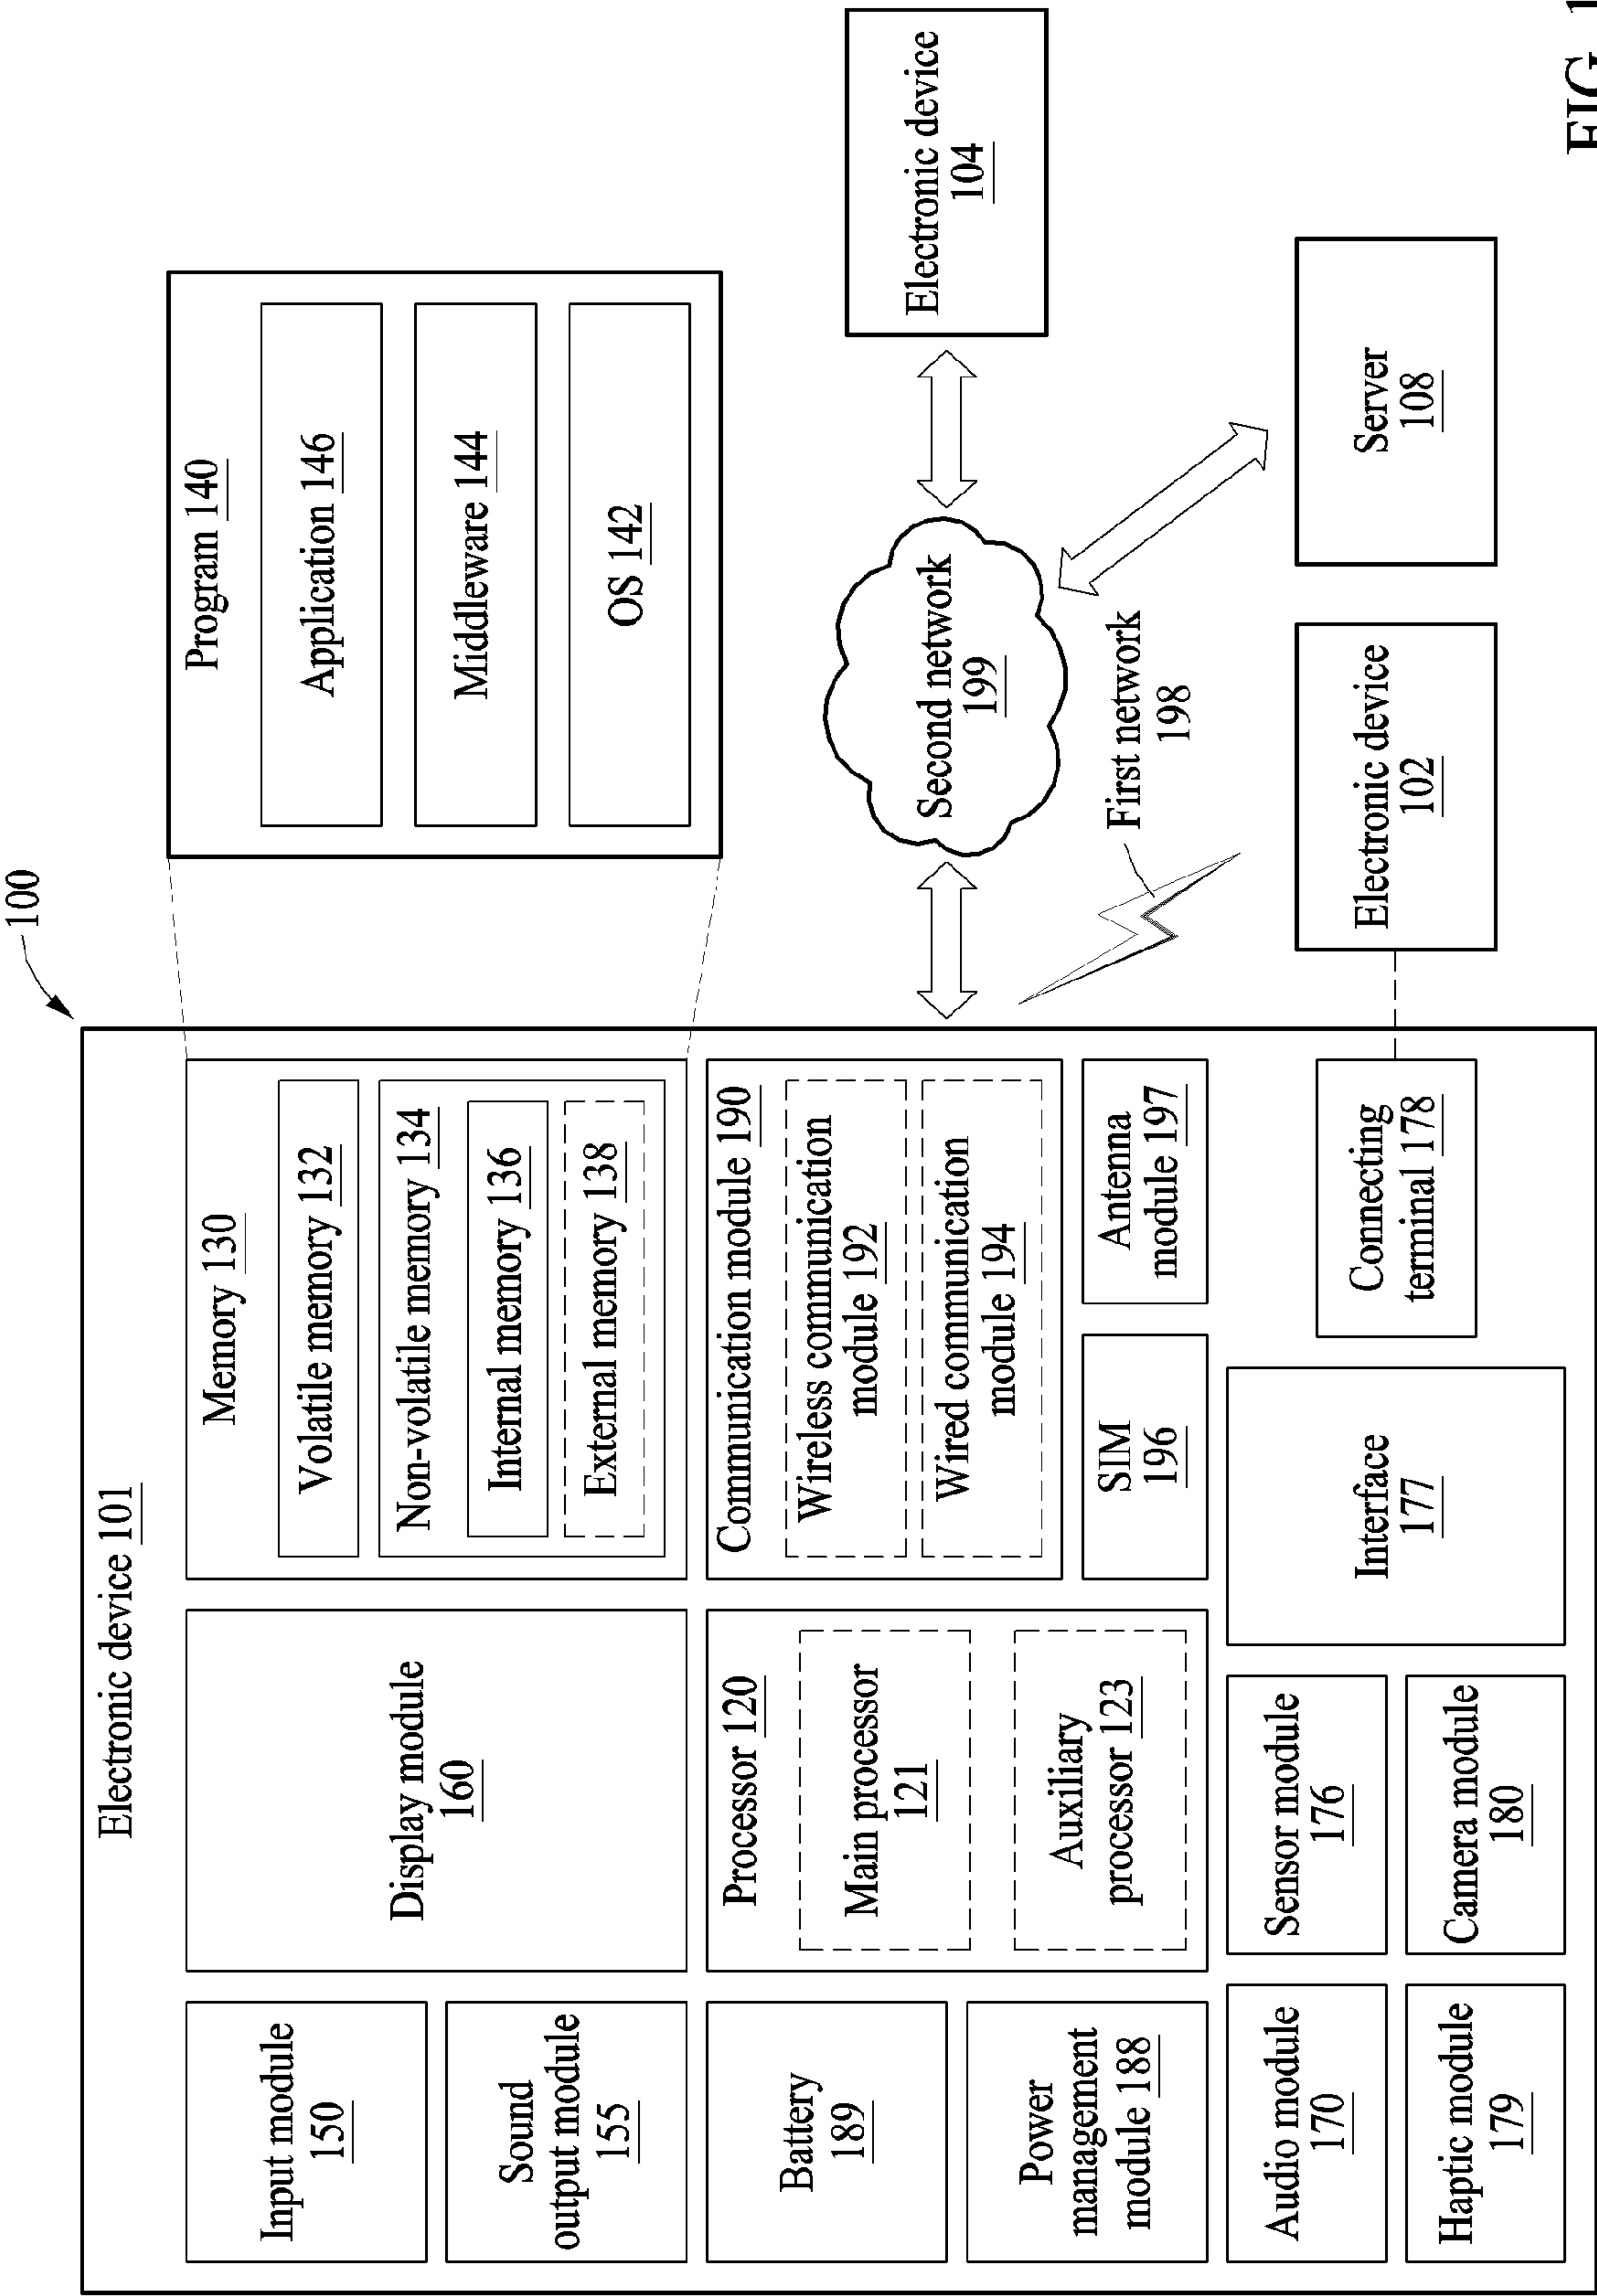 100
Electronic device 101
Input module
150
Sound
output module
155
Battery
189
Power
management
module 188
Audio module
170
Haptic module
179
Display module
160
Processor 120
Main processor
121
Auxiliary
processor 123
Sensor module
176
Camera module
180
Memory 130
Volatile memory 132
Non-volatile memory 134
Internal memory 136
External memory 138
Communication module 190
Wireless communication
module 192
Wired communication
module 194
SIM
196
Antenna
module 197
Interface
177
Connecting
terminal 178
Program 140
Application 146
Middleware 144
OS 142
Second network
199
First network
198
Electronic device
104
Server
108
Electronic device
102
FIG. 1